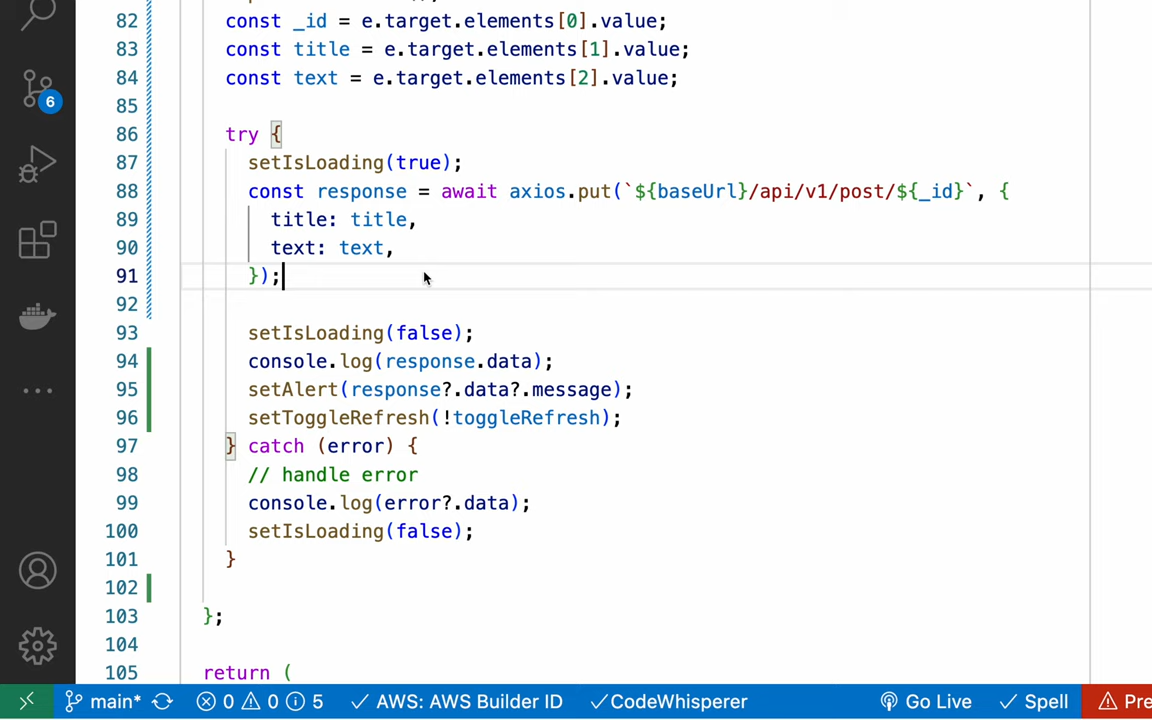 82 const _id = e.target.elements[0].value;
83 const title = e.target.elements[1].value;
84 const text = e.target.elements[2].value;
85
86 try {
87 setIsLoading(true);
88 const response = await axios.put(`${baseUrl}/api/v1/post/${_id}`, {
89 title: title,
90 text: text,
91 });
92
93 setIsLoading(false);
94 console.log(response.data);
95 setAlert(response?.data?.message);
96 setToggleRefresh(!toggleRefresh);
97 } catch (error) {
98 // handle error
99 console.log(error?.data);
100 setIsLoading(false);
101 }
102
103 };
104
105 return (
6
main* 0 0 5 AWS: AWS Builder ID CodeWhisperer Go Live Spell Pre